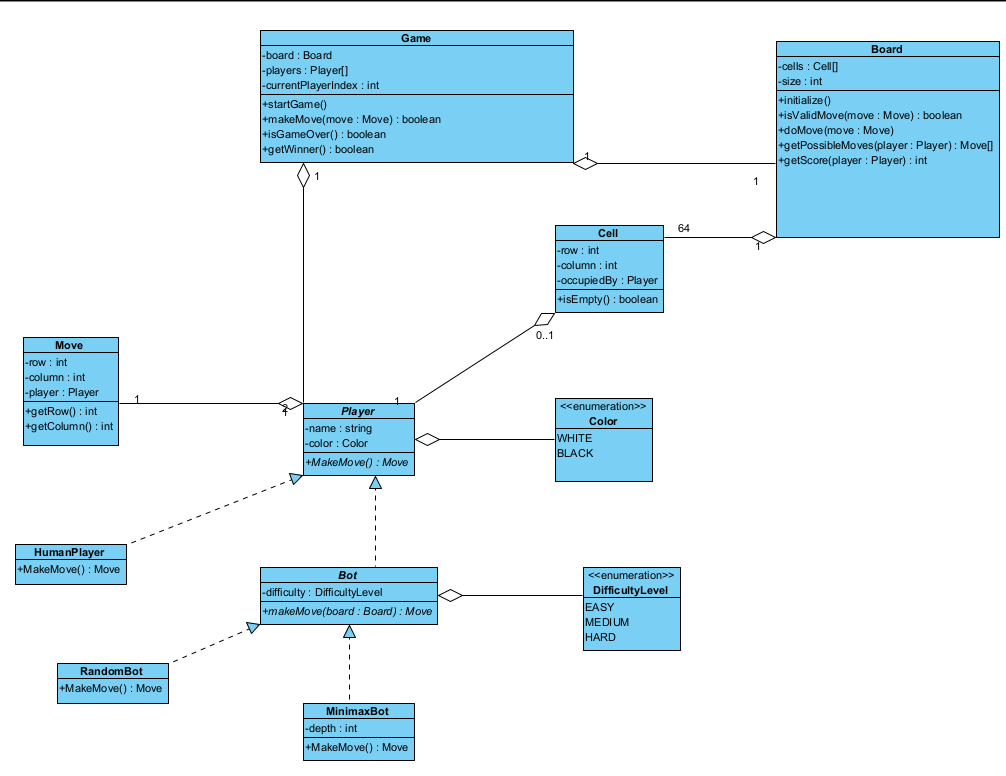 Game
-board : Board
-players : Player[]
-currentPlayerIndex : int
+startGame()
+makeMove(move : Move) : boolean
+isGameOver() : boolean
+getWinner() : boolean
Board
-cells : Cell[]
-size : int
+initialize()
+isValidMove(move : Move) : boolean
+doMove(move : Move)
+getPossibleMoves(player : Player) : Move[]
+getScore(player : Player) : int
1
1
1
64
1
Cell
-row : int
-column : int
-occupiedBy : Player
+isEmpty() : boolean
0..1
Move
-row : int
-column : int
-player : Player
+getRow() : int
+getColumn() : int
1
2
1
1
Player
-name : string
-color : Color
+MakeMove() : Move
<<enumeration>>
Color
WHITE
BLACK
HumanPlayer
+MakeMove() : Move
Bot
-difficulty : DifficultyLevel
+makeMove(board : Board) : Move
<<enumeration>>
DifficultyLevel
EASY
MEDIUM
HARD
RandomBot
+MakeMove() : Move
MinimaxBot
-depth : int
+MakeMove() : Move